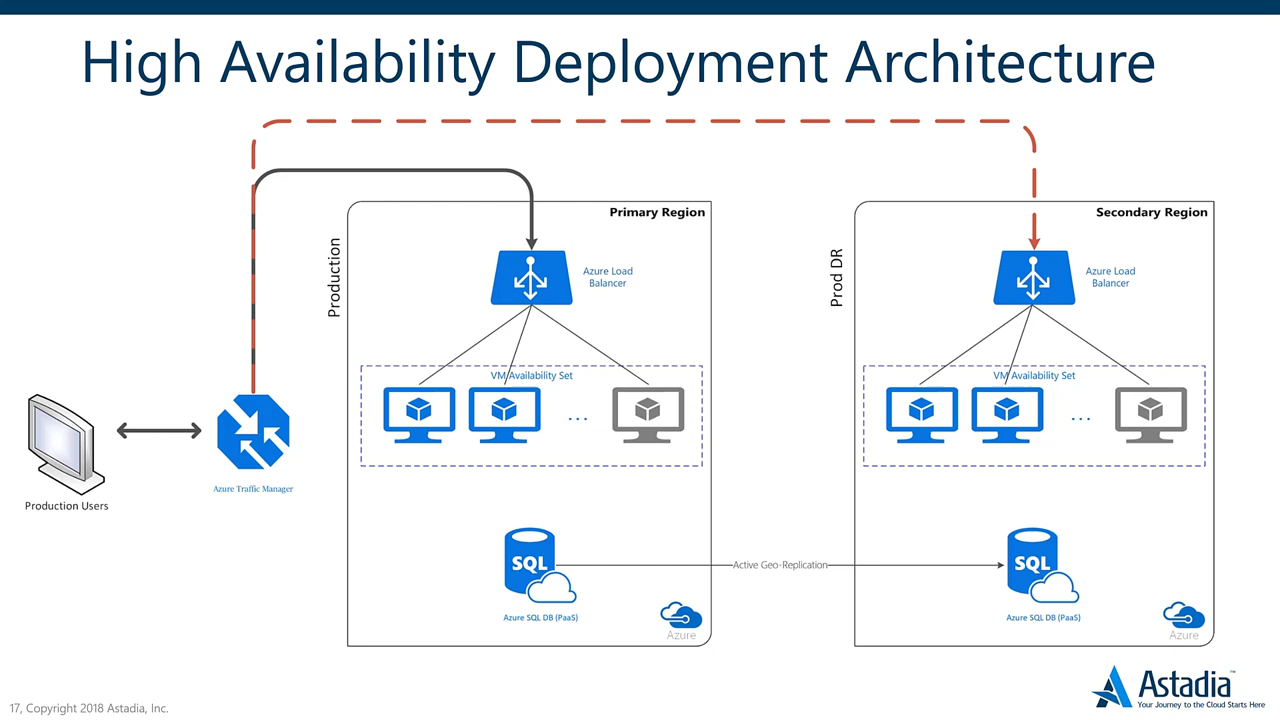 High Availability Deployment Architecture
Primary Region
Secondary Region
Production
Prod DR
Azure Load
Balancer
Azure Load
Balancer
VM Availability Set
VM Availability Set
...
...
Azure Traffic Manager
Production Users
SQL
Active Geo-Replication
SQL
Azure SQL DB (PaaS)
Azure SQL DB (PaaS)
Azure
Azure
Astadia™
Your Journey to the Cloud Starts Here
17, Copyright 2018 Astadia, Inc.